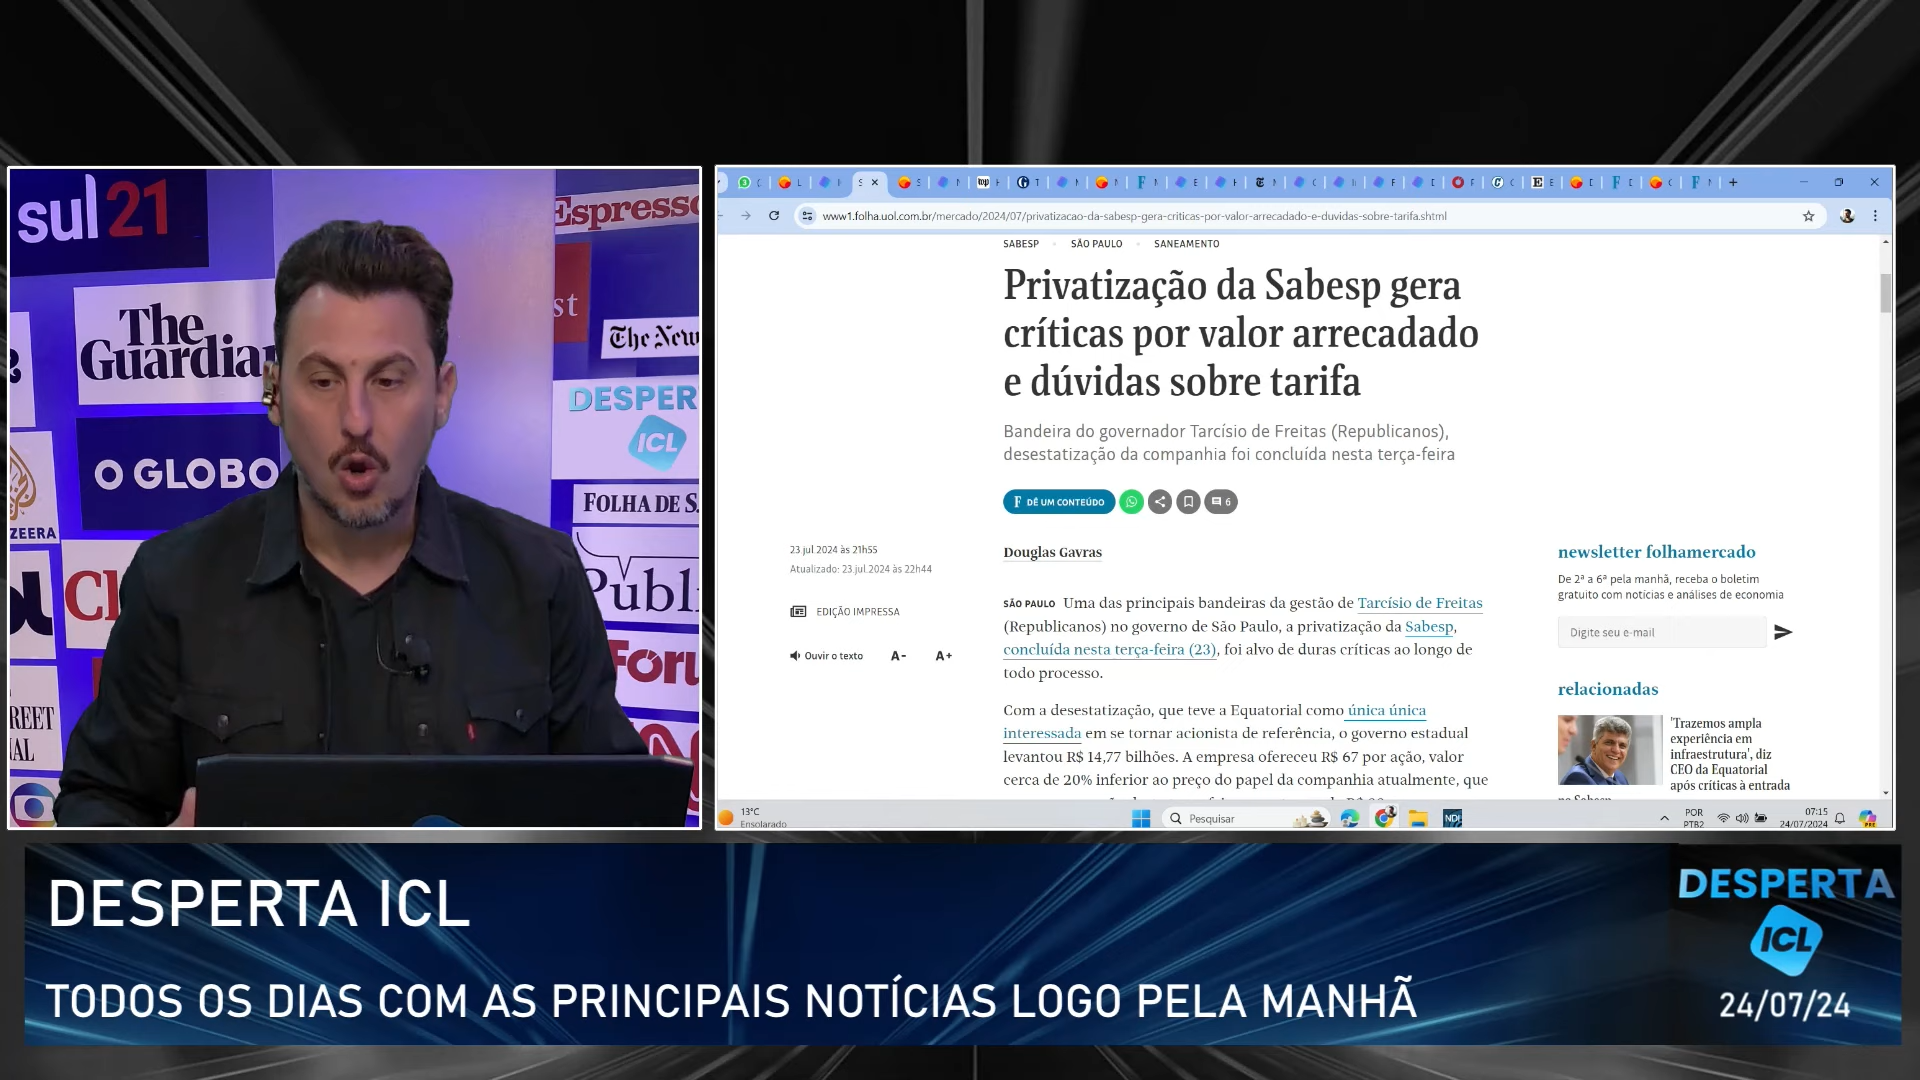 sul21
Espresso
The Guardia
st
The New
DESPER
ICL
O GLOBO
FOLHA DE S
ZEERA
Publi
REET
AL
www1.folha.uol.com.br/mercado/2024/07/privatizacao-da-sabesp-gera-criticas-por-valor-arrecadado-e-duvidas-sobre-tarifa.shtml
SABESP SÃO PAULO SANEAMENTO
Privatização da Sabesp gera
críticas por valor arrecadado
e dúvidas sobre tarifa
Bandeira do governador Tarcísio de Freitas (Republicanos),
desestatização da companhia foi concluída nesta terça-feira
F DÊ UM CONTEÚDO 6
23 jul 2024 às 21h55
Atualizado: 23.jul.2024 às 22h44
EDIÇÃO IMPRESSA
Ouvir o texto A- A+
Douglas Gavras
SÃO PAULO Uma das principais bandeiras da gestão de Tarcísio de Freitas
(Republicanos) no governo de São Paulo, a privatização da Sabesp,
concluída nesta terça-feira (23), foi alvo de duras críticas ao longo de
todo processo.
Com a desestatização, que teve a Equatorial como única única
interessada em se tornar acionista de referência, o governo estadual
levantou R$ 14,77 bilhões. A empresa ofereceu R$ 67 por ação, valor
cerca de 20% inferior ao preço do papel da companhia atualmente, que
newsletter folhamercado
De 2ª a 6ª pela manhã, receba o boletim
gratuito com notícias e análises de economia
Digite seu e-mail
relacionadas
'Trazemos ampla
experiência em
infraestrutura', diz
CEO da Equatorial
após críticas à entrada
na Sabesp
13°C
Ensolarado
Pesquisar
POR
PTB2
07:15
24/07/2024
DESPERTA ICL
TODOS OS DIAS COM AS PRINCIPAIS NOTÍCIAS LOGO PELA MANHÃ
DESPERTA
ICL
24/07/24